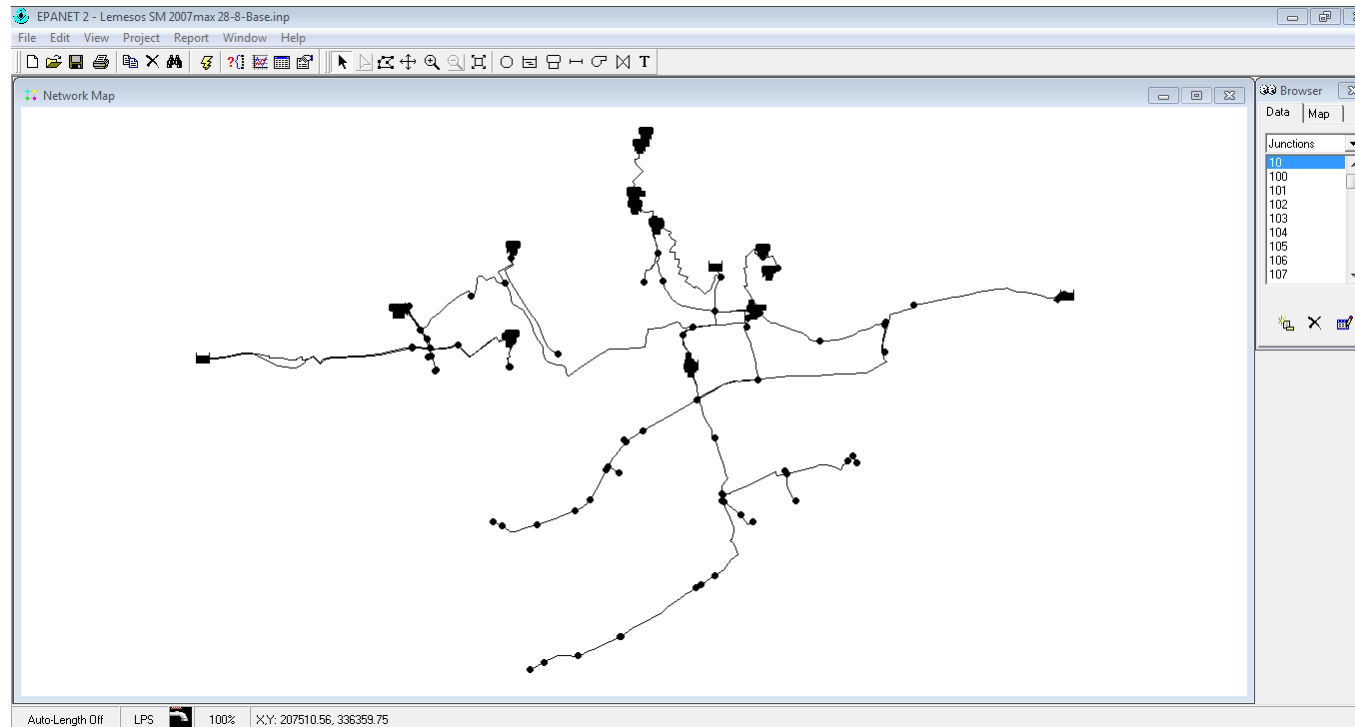 EPANET 2 - Lemesos SM 2007max 28-8-Base.inp
File Edit View Project Report Window Help
T
Network Map
Browser
Data Map
Junctions
10
100
101
102
103
104
105
106
107
Auto-Length Off LPS 100% X,Y: 207510.56, 336359.75